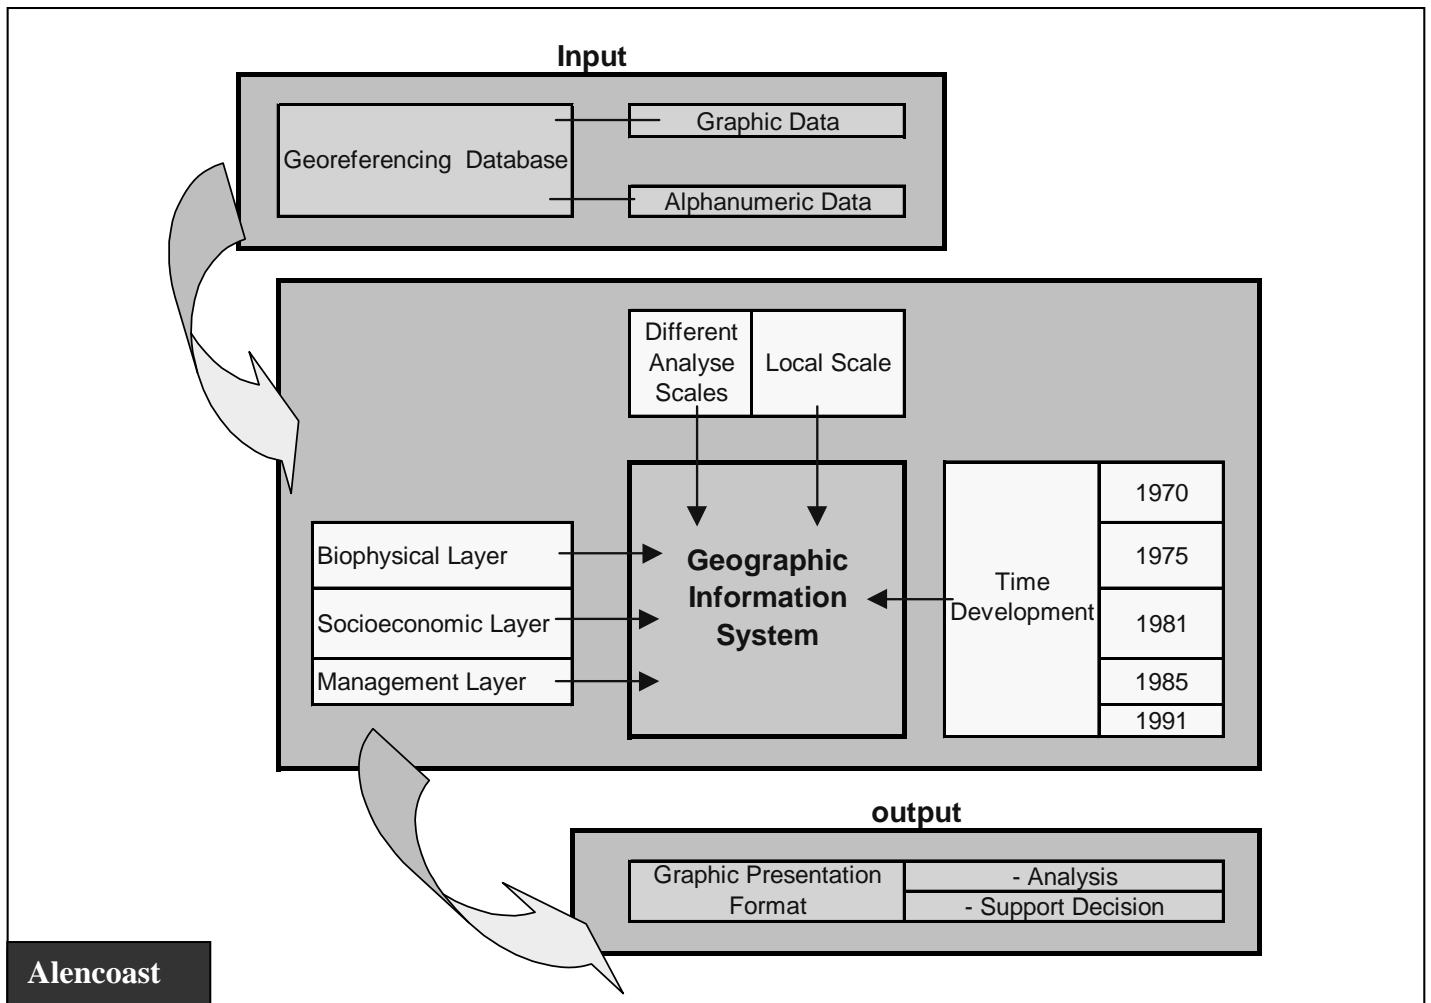 Input
Georeferencing Database
Graphic Data
Alphanumeric Data
Different
Analyse
Scales
Local Scale
Biophysical Layer
Socioeconomic Layer
Management Layer
Geographic
Information
System
Time
Development
1970
1975
1981
1985
1991
output
Graphic Presentation
Format
- Analysis
- Support Decision
Alencoast